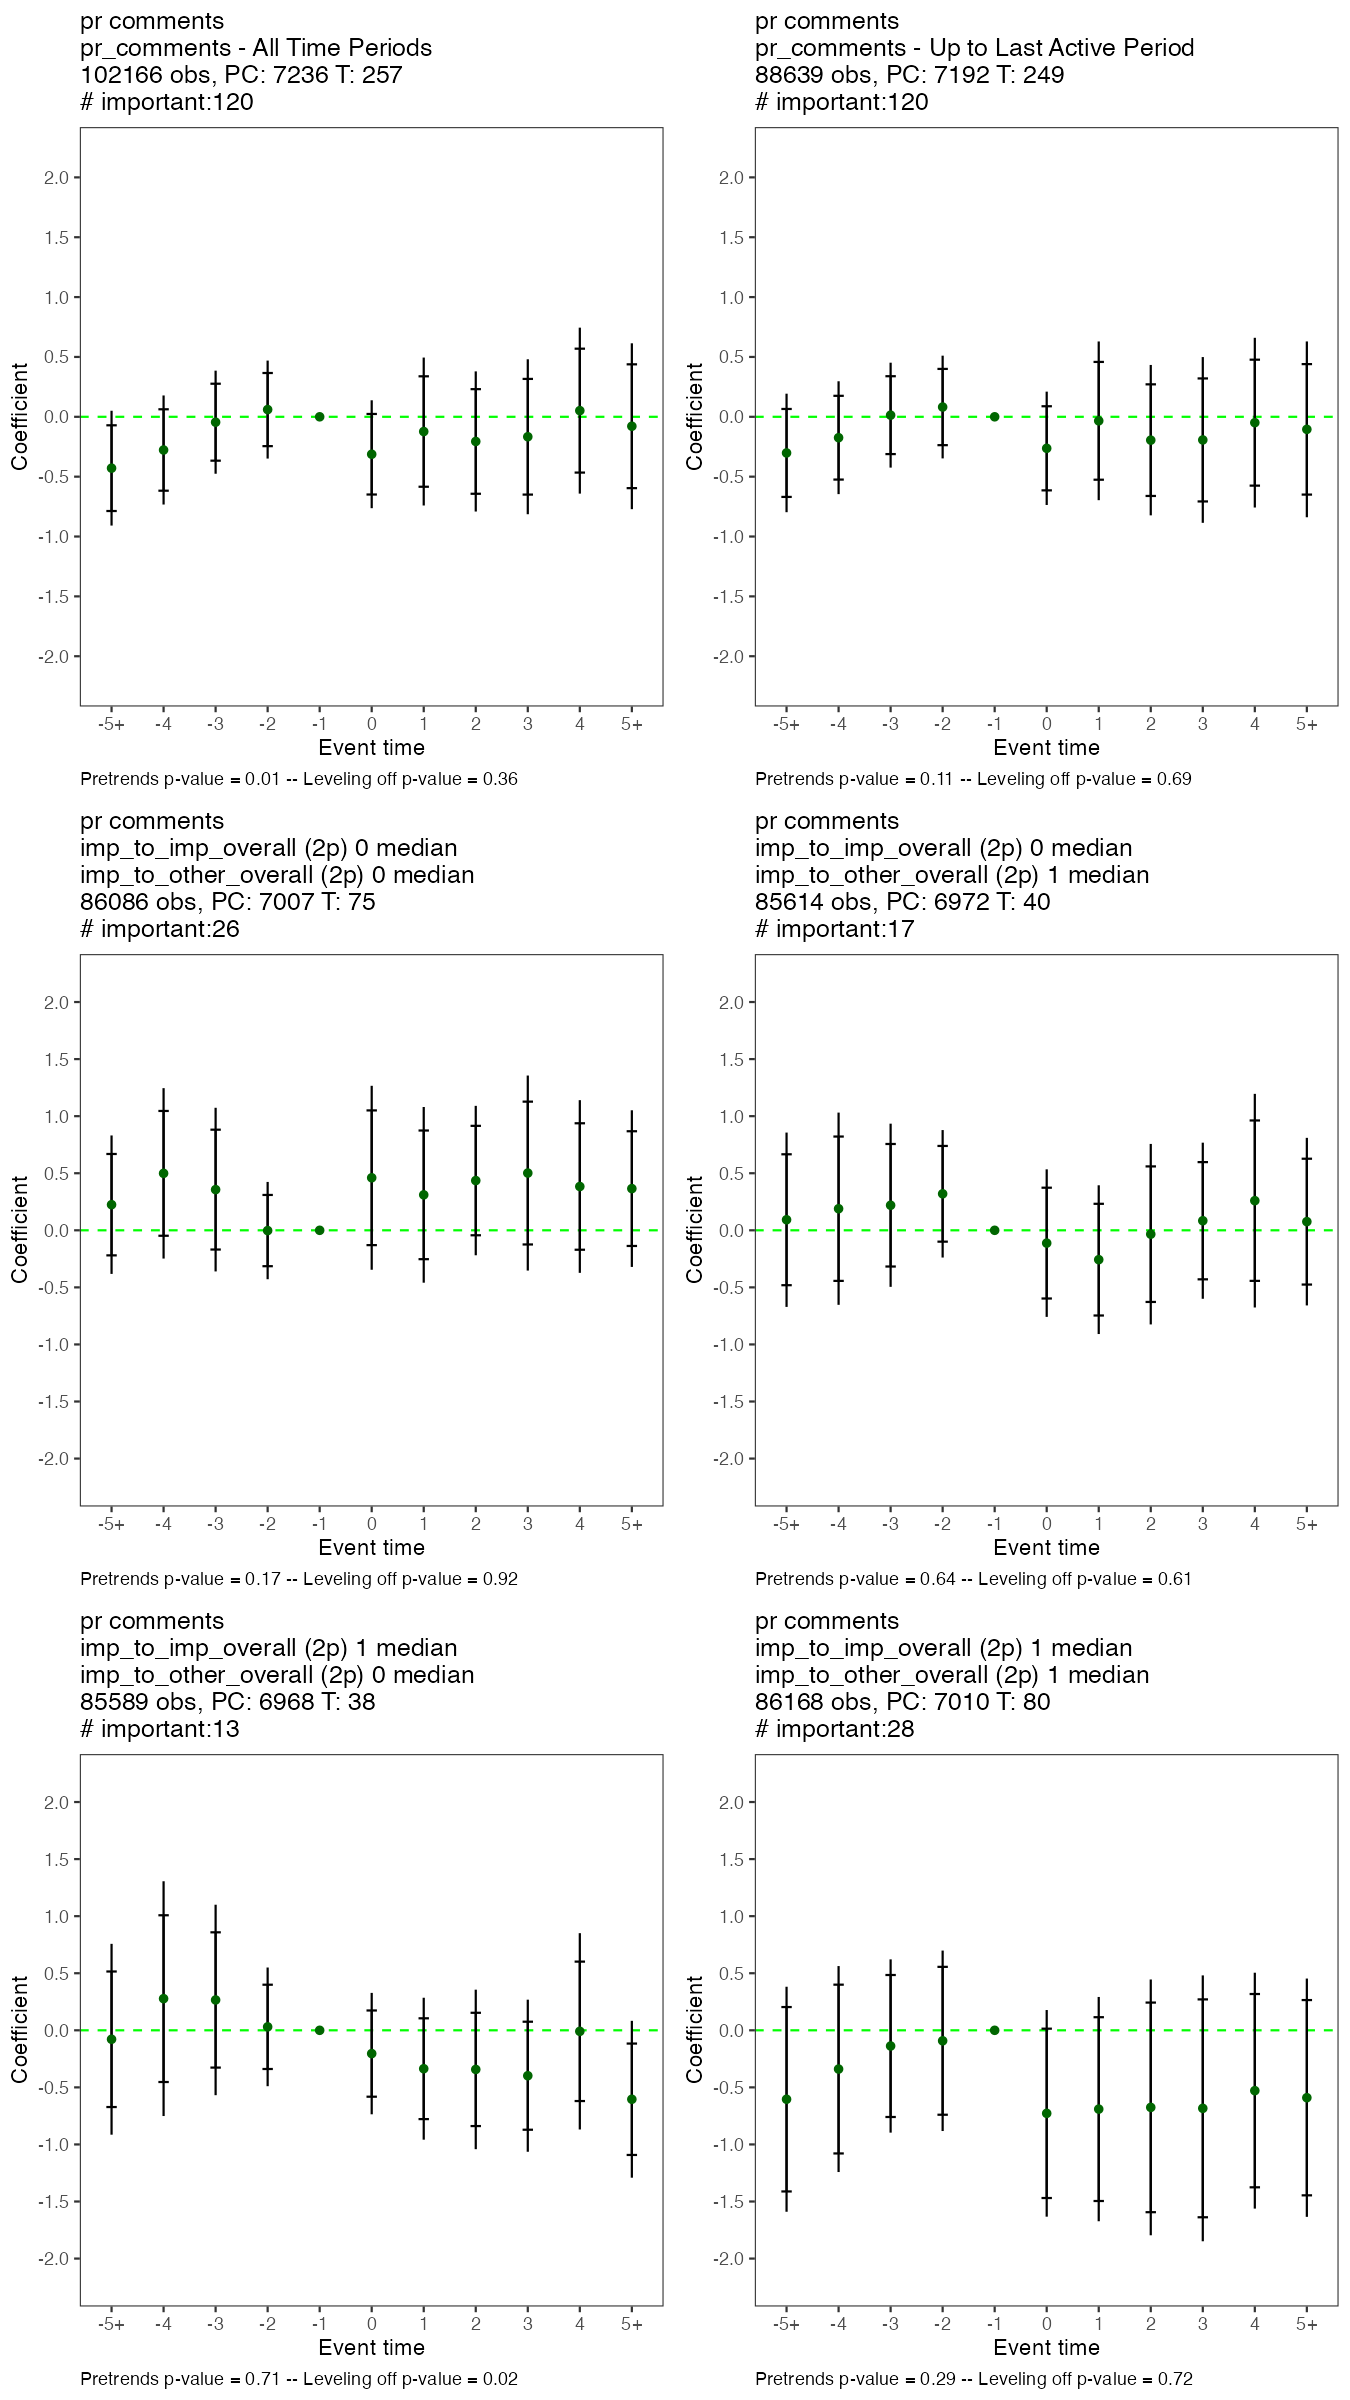 pr comments
pr_comments - All Time Periods
102166 obs, PC: 7236 T: 257
# important:120
2.0
1.5
1.0
0.5
0.0
-0.5
-1.0
-1.5
-2.0
Coefficient
-5+ -4 -3 -2 -1 0 1 2 3 4 5+
Event time
Pretrends p-value = 0.01 -- Leveling off p-value = 0.36
pr comments
pr_comments - Up to Last Active Period
88639 obs, PC: 7192 T: 249
# important:120
2.0
1.5
1.0
0.5
0.0
-0.5
-1.0
-1.5
-2.0
Coefficient
-5+ -4 -3 -2 -1 0 1 2 3 4 5+
Event time
Pretrends p-value = 0.11 -- Leveling off p-value = 0.69
pr comments
imp_to_imp_overall (2p) 0 median
imp_to_other_overall (2p) 0 median
86086 obs, PC: 7007 T: 75
# important:26
2.0
1.5
1.0
0.5
0.0
-0.5
-1.0
-1.5
-2.0
Coefficient
-5+ -4 -3 -2 -1 0 1 2 3 4 5+
Event time
Pretrends p-value = 0.17 -- Leveling off p-value = 0.92
pr comments
imp_to_imp_overall (2p) 0 median
imp_to_other_overall (2p) 1 median
85614 obs, PC: 6972 T: 40
# important:17
2.0
1.5
1.0
0.5
0.0
-0.5
-1.0
-1.5
-2.0
Coefficient
-5+ -4 -3 -2 -1 0 1 2 3 4 5+
Event time
Pretrends p-value = 0.64 -- Leveling off p-value = 0.61
pr comments
imp_to_imp_overall (2p) 1 median
imp_to_other_overall (2p) 0 median
85589 obs, PC: 6968 T: 38
# important:13
2.0
1.5
1.0
0.5
0.0
-0.5
-1.0
-1.5
-2.0
Coefficient
-5+ -4 -3 -2 -1 0 1 2 3 4 5+
Event time
Pretrends p-value = 0.71 -- Leveling off p-value = 0.02
pr comments
imp_to_imp_overall (2p) 1 median
imp_to_other_overall (2p) 1 median
86168 obs, PC: 7010 T: 80
# important:28
2.0
1.5
1.0
0.5
0.0
-0.5
-1.0
-1.5
-2.0
Coefficient
-5+ -4 -3 -2 -1 0 1 2 3 4 5+
Event time
Pretrends p-value = 0.29 -- Leveling off p-value = 0.72